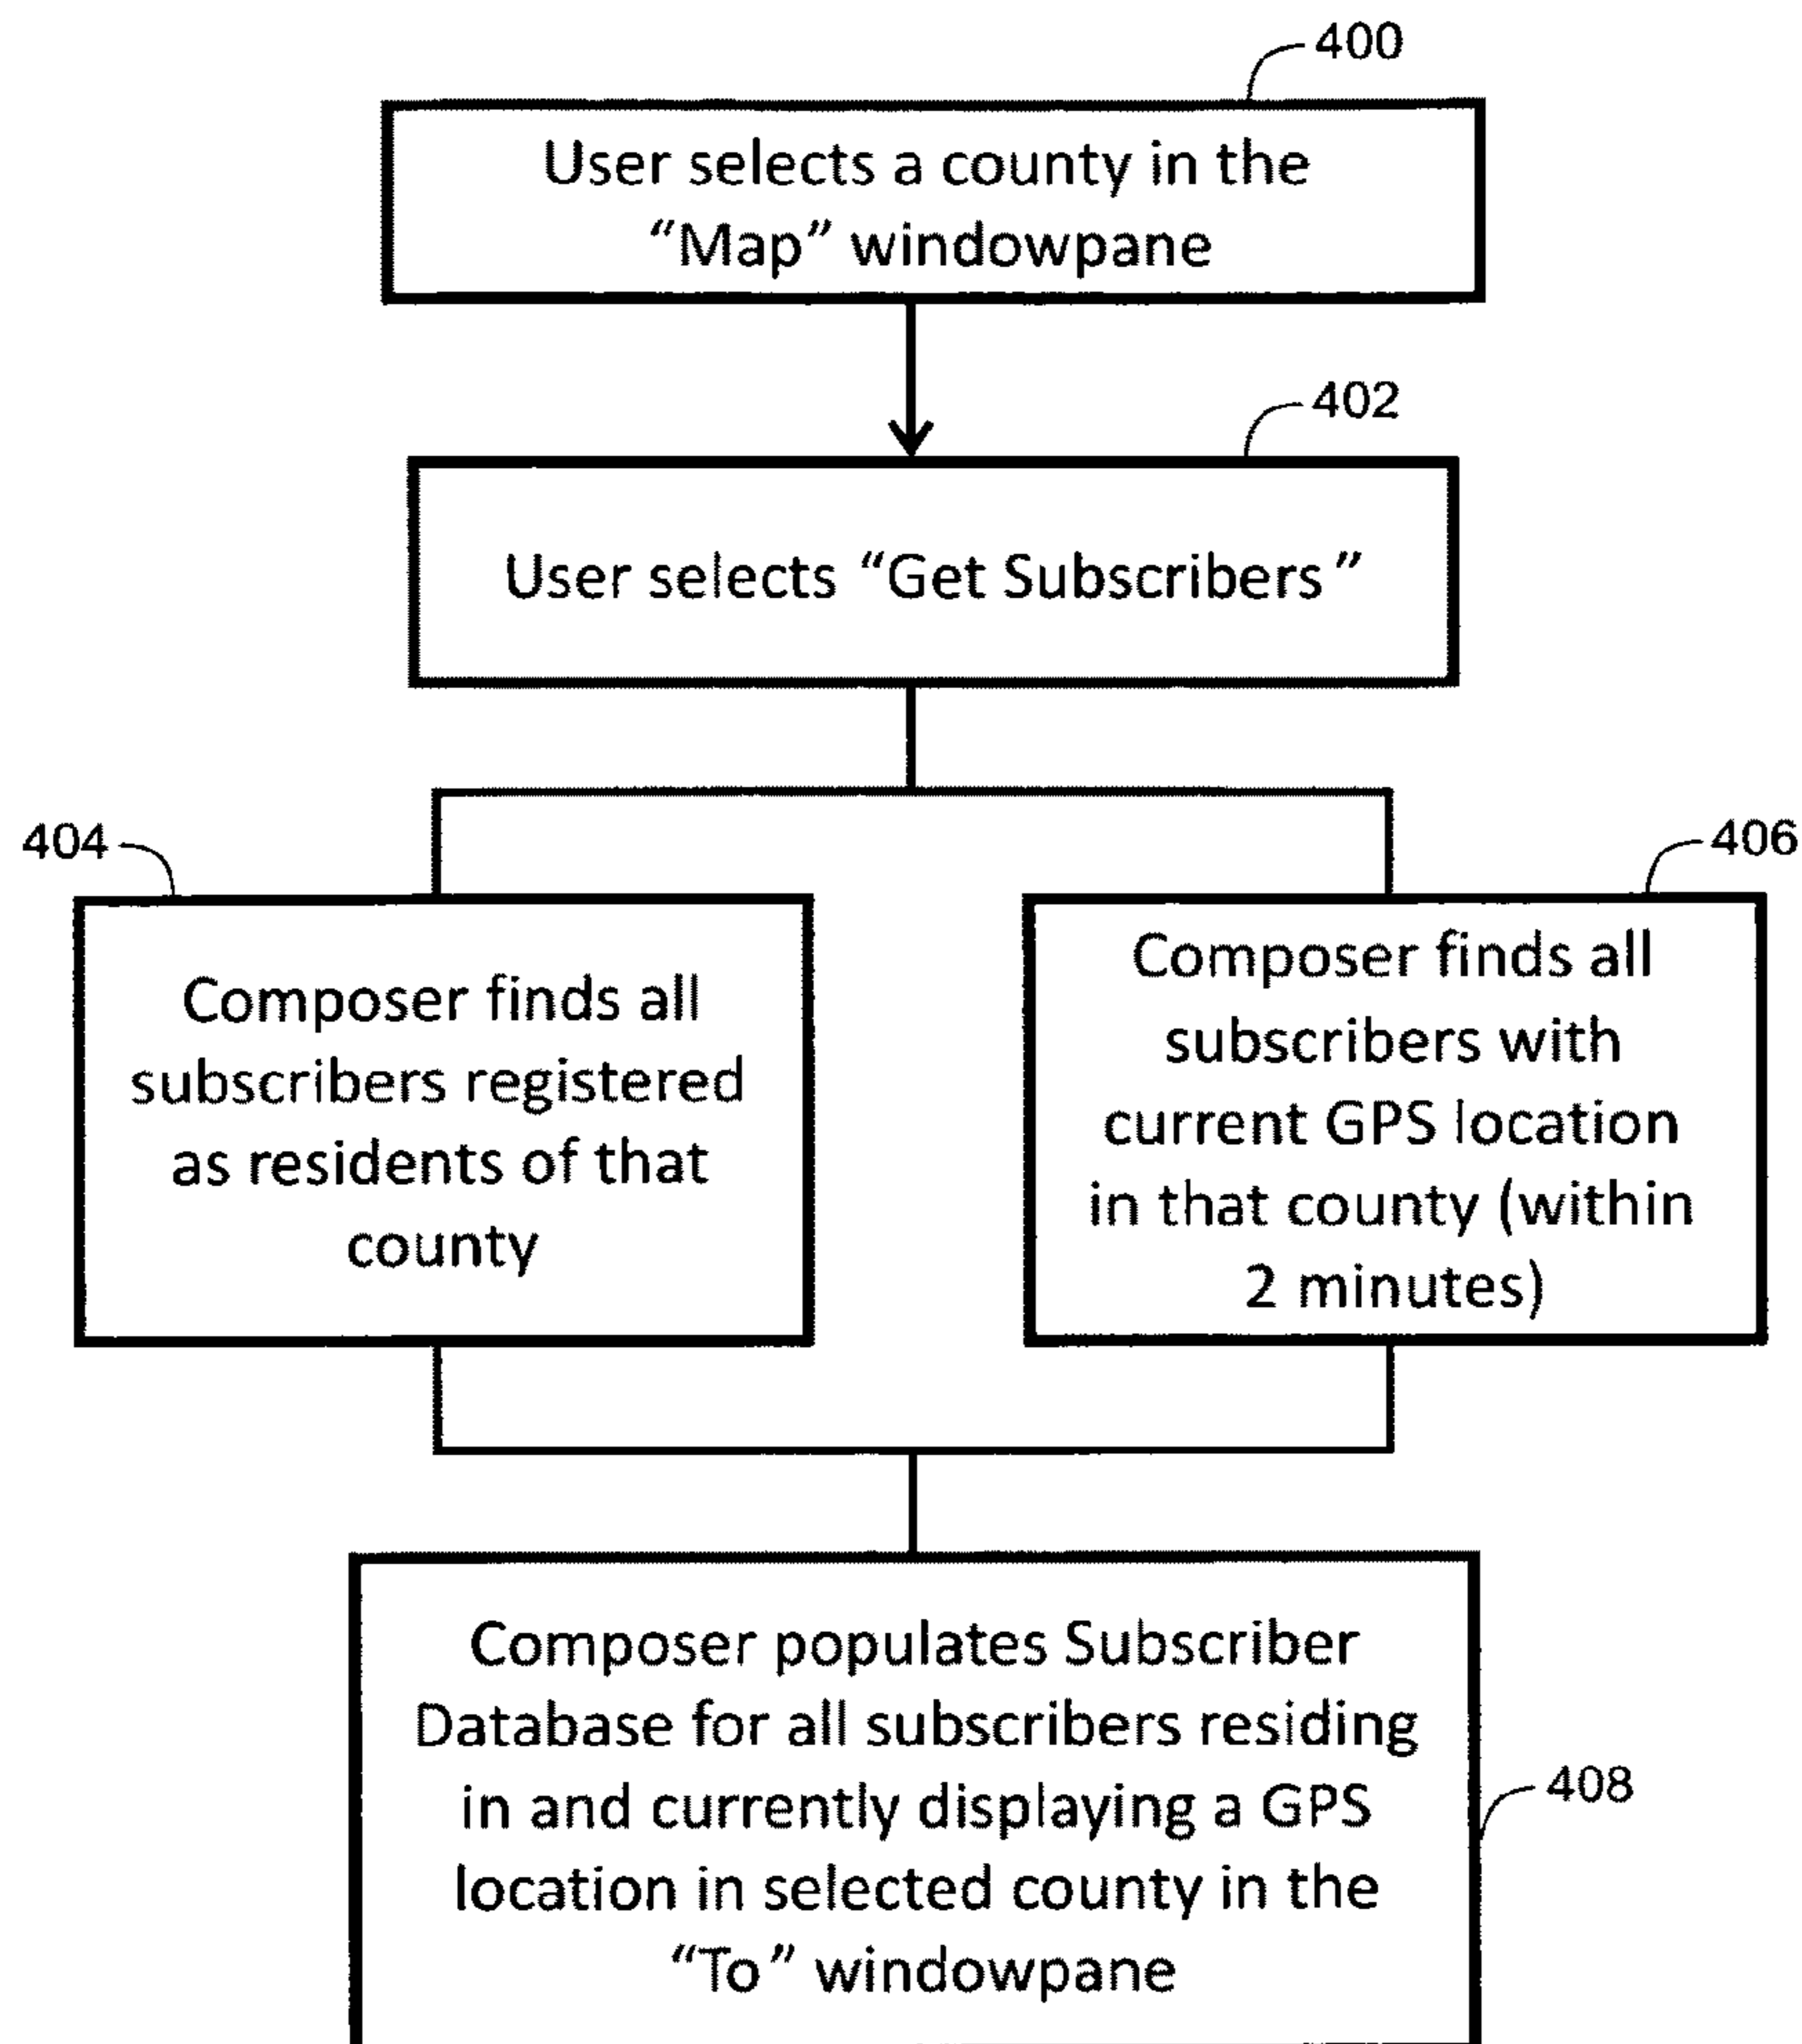 400
User selects a county in the
“Map” windowpane
402
User selects “Get Subscribers”
404
Composer finds all
subscribers registered
as residents of that
county
406
Composer finds all
subscribers with
current GPS location
in that county (within
2 minutes)
Composer populates Subscriber
Database for all subscribers residing
in and currently displaying a GPS
location in selected county in the
“To” windowpane
408